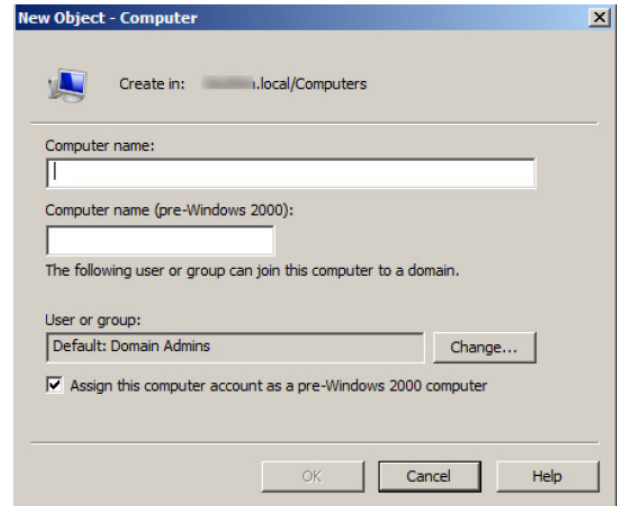 New Object - Computer
Create in: .local/Computers
Computer name:
Computer name (pre-Windows 2000):
The following user or group can join this computer to a domain.
User or group:
Default: Domain Admins
Change...
Assign this computer account as a pre-Windows 2000 computer
OK
Cancel
Help